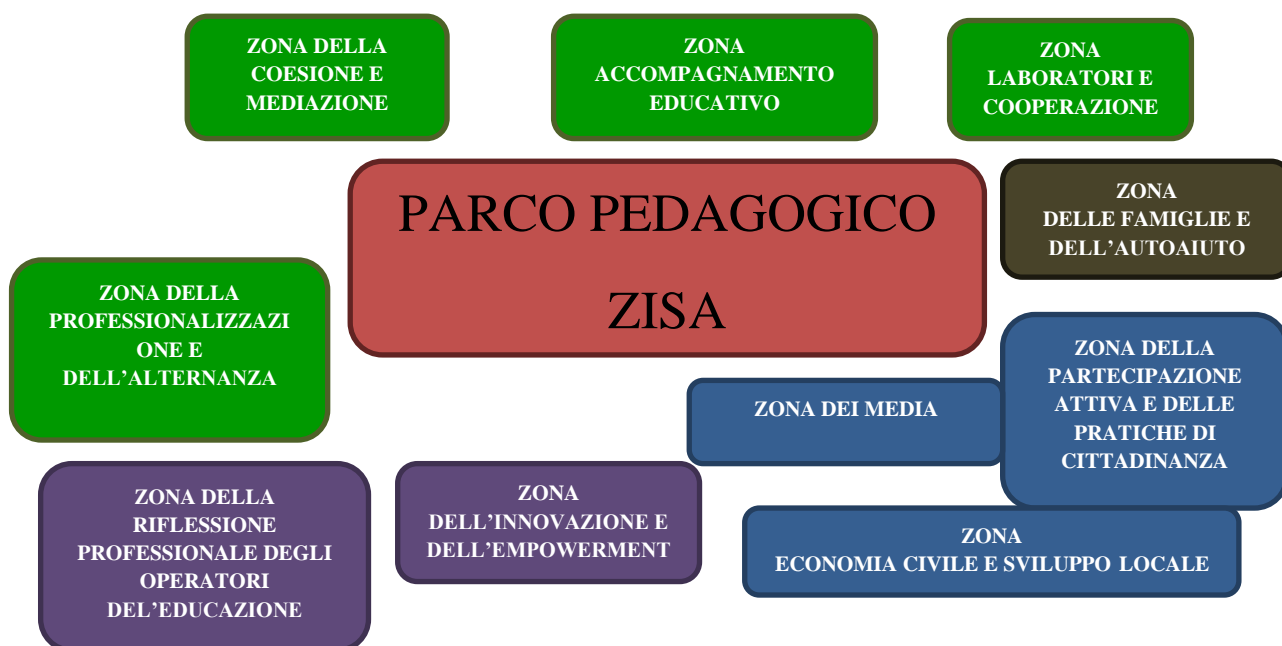 ZONA DELLA
COESIONE E
MEDIAZIONE
ZONA
ACCOMPAGNAMENTO
EDUCATIVO
ZONA
LABORATORI E
COOPERAZIONE
PARCO PEDAGOGICO
ZISA
ZONA
DELLE FAMIGLIE E
DELL’AUTOAIUTO
ZONA DELLA
PROFESSIONALIZZAZI
ONE E
DELL’ALTERNANZA
ZONA DELLA
PARTECIPAZIONE
ATTIVA E DELLE
PRATICHE DI
CITTADINANZA
ZONA DEI MEDIA
ZONA DELLA
RIFLESSIONE
PROFESSIONALE DEGLI
OPERATORI
DEL’EDUCAZIONE
ZONA
DELL’INNOVAZIONE E
DELL’EMPOWERMENT
ZONA
ECONOMIA CIVILE E SVILUPPO LOCALE